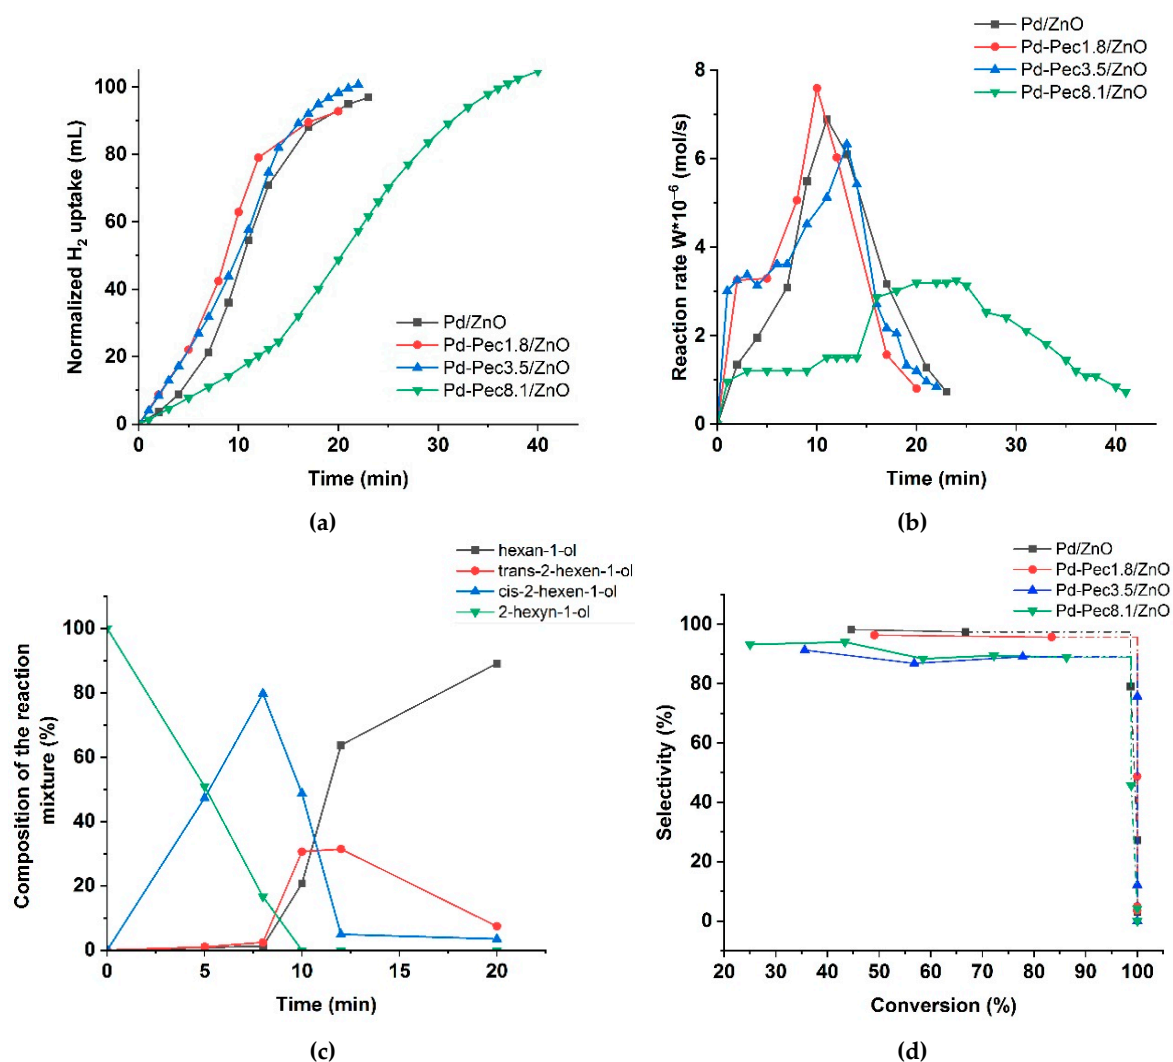 Normalized H₂ uptake (mL)
100
80
60
40
20
0
0 10 20 30 40
Time (min)
Pd/ZnO
Pd-Pec1.8/ZnO
Pd-Pec3.5/ZnO
Pd-Pec8.1/ZnO
(a)
Pd/ZnO
Pd-Pec1.8/ZnO
Pd-Pec3.5/ZnO
Pd-Pec8.1/ZnO
Reaction rate W*10⁻⁶ (mol/s)
8
6
4
2
0
0 10 20 30 40
Time (min)
(b)
hexan-1-ol
trans-2-hexen-1-ol
cis-2-hexen-1-ol
2-hexyn-1-ol
Composition of the reaction
mixture (%)
100
80
60
40
20
0
0 5 10 15 20
Time (min)
(c)
Pd/ZnO
Pd-Pec1.8/ZnO
Pd-Pec3.5/ZnO
Pd-Pec8.1/ZnO
Selectivity (%)
100
80
60
40
20
0
20 30 40 50 60 70 80 90 100
Conversion (%)
(d)